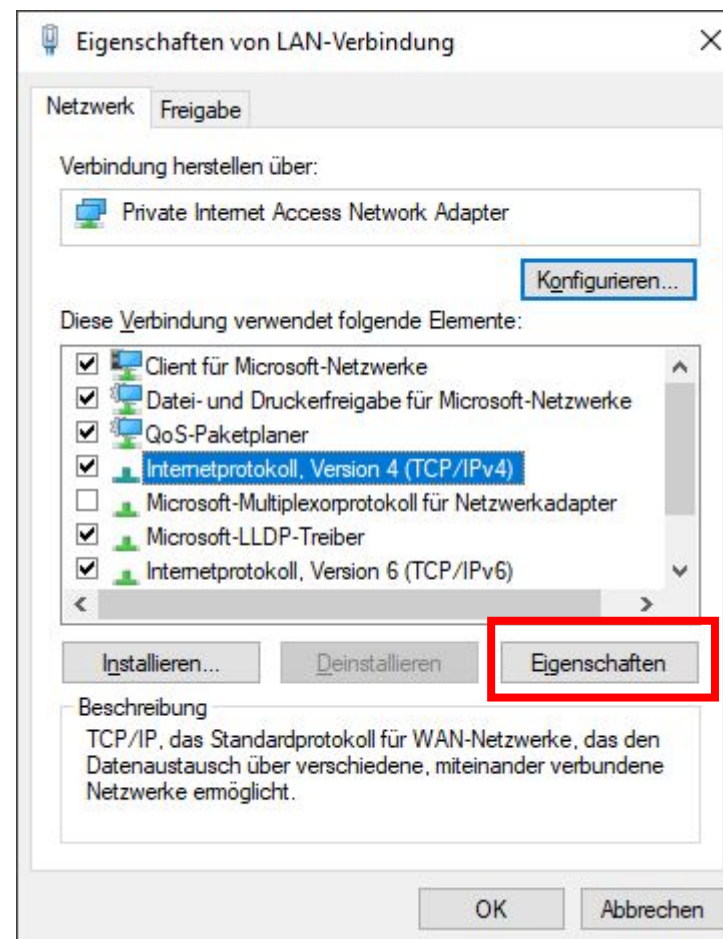 Eigenschaften von LAN-Verbindung
Netzwerk Freigabe
Verbindung herstellen über:
Private Internet Access Network Adapter
Konfigurieren...
Diese Verbindung verwendet folgende Elemente:
Client für Microsoft-Netzwerke
Datei- und Druckerfreigabe für Microsoft-Netzwerke
QoS-Paketplaner
Internetprotokoll, Version 4 (TCP/IPv4)
Microsoft-Multiplexorprotokoll für Netzwerkadapter
Microsoft-LLDP-Treiber
Internetprotokoll, Version 6 (TCP/IPv6)
Installieren... Deinstallieren Eigenschaften
Beschreibung
TCP/IP, das Standardprotokoll für WAN-Netzwerke, das den
Datenaustausch über verschiedene, miteinander verbundene
Netzwerke ermöglicht.
OK Abbrechen